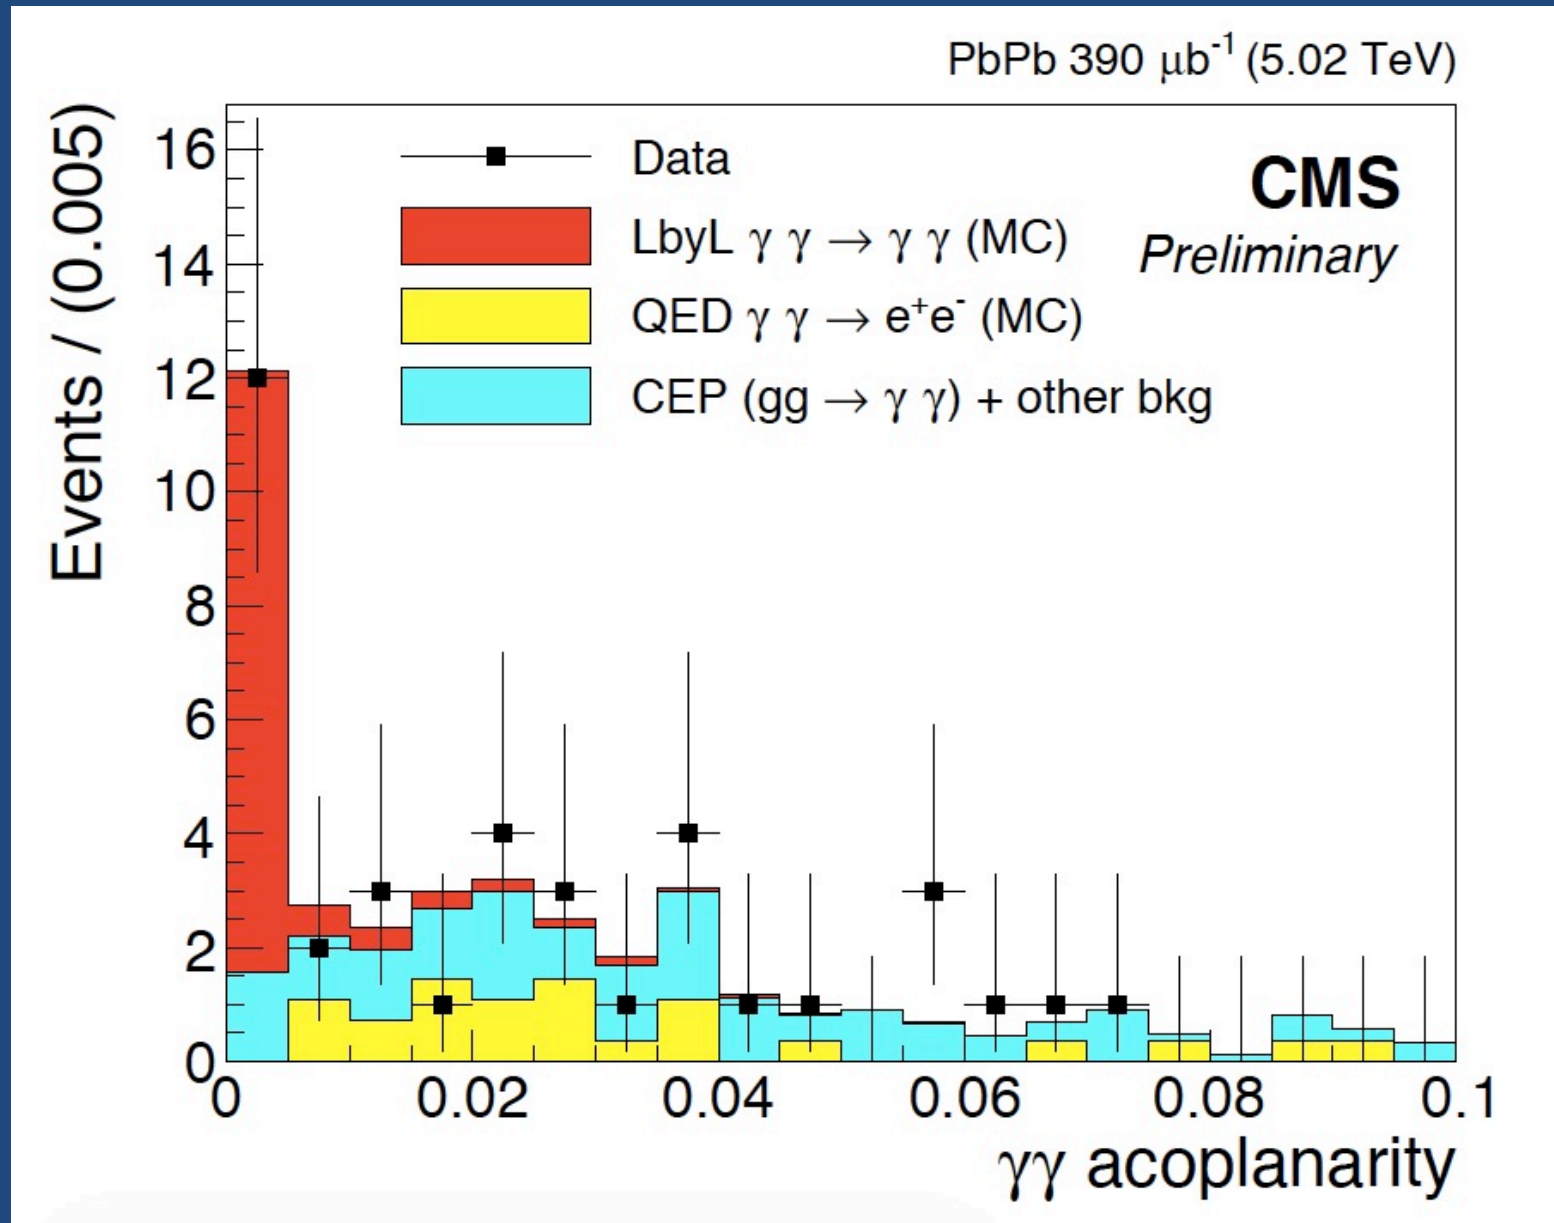 PbPb 390 μb⁻¹ (5.02 TeV)
Events / (0.005)
16
14
12
10
8
6
4
2
0
Data
LbyL γ γ → γ γ (MC)
QED γ γ → e⁺e⁻ (MC)
CEP (gg → γ γ) + other bkg
CMS
Preliminary
0 0.02 0.04 0.06 0.08 0.1
γγ acoplanarity